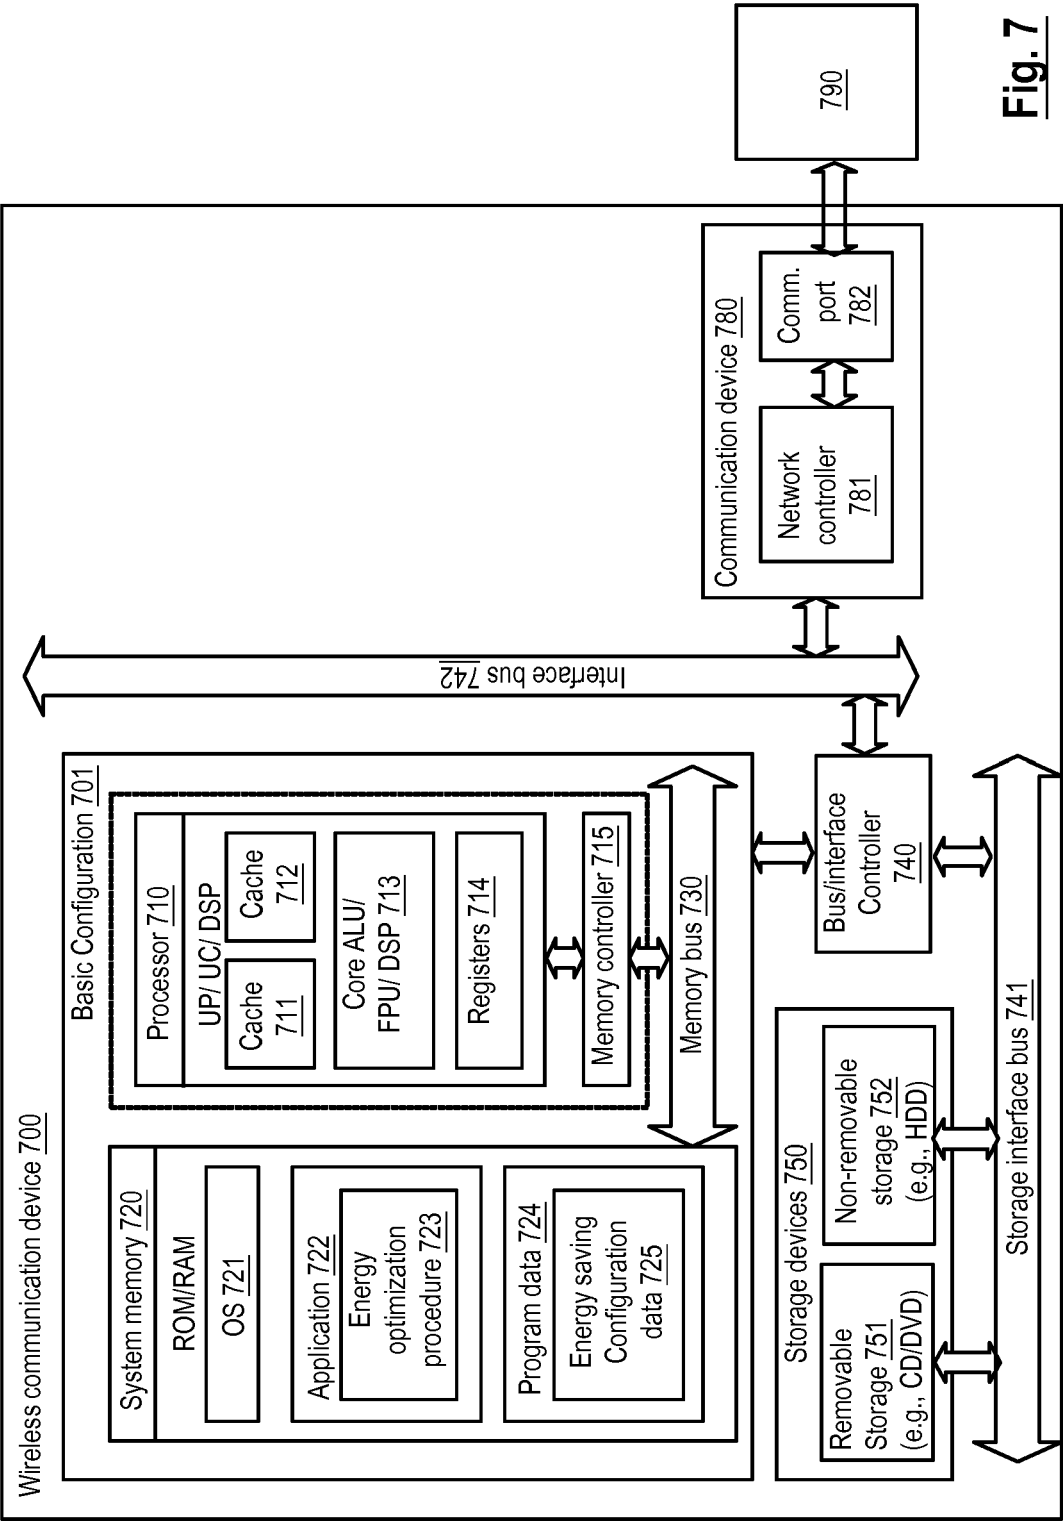 Wireless communication device 700
Basic Configuration 701
System memory 720
ROM/RAM
OS 721
Application 722
Energy
optimization
procedure 723
Program data 724
Energy saving
Configuration
data 725
Processor 710
UP/ UC/ DSP
Cache
711
Cache
712
Core ALU/
FPU/ DSP 713
Registers 714
Memory controller 715
Memory bus 730
Interface bus 742
Storage devices 750
Removable
Storage 751
(e.g., CD/DVD)
Non-removable
storage 752
(e.g., HDD)
Bus/interface
Controller
740
Storage interface bus 741
Communication device 780
Network
controller
781
Comm.
port
782
790
Fig. 7